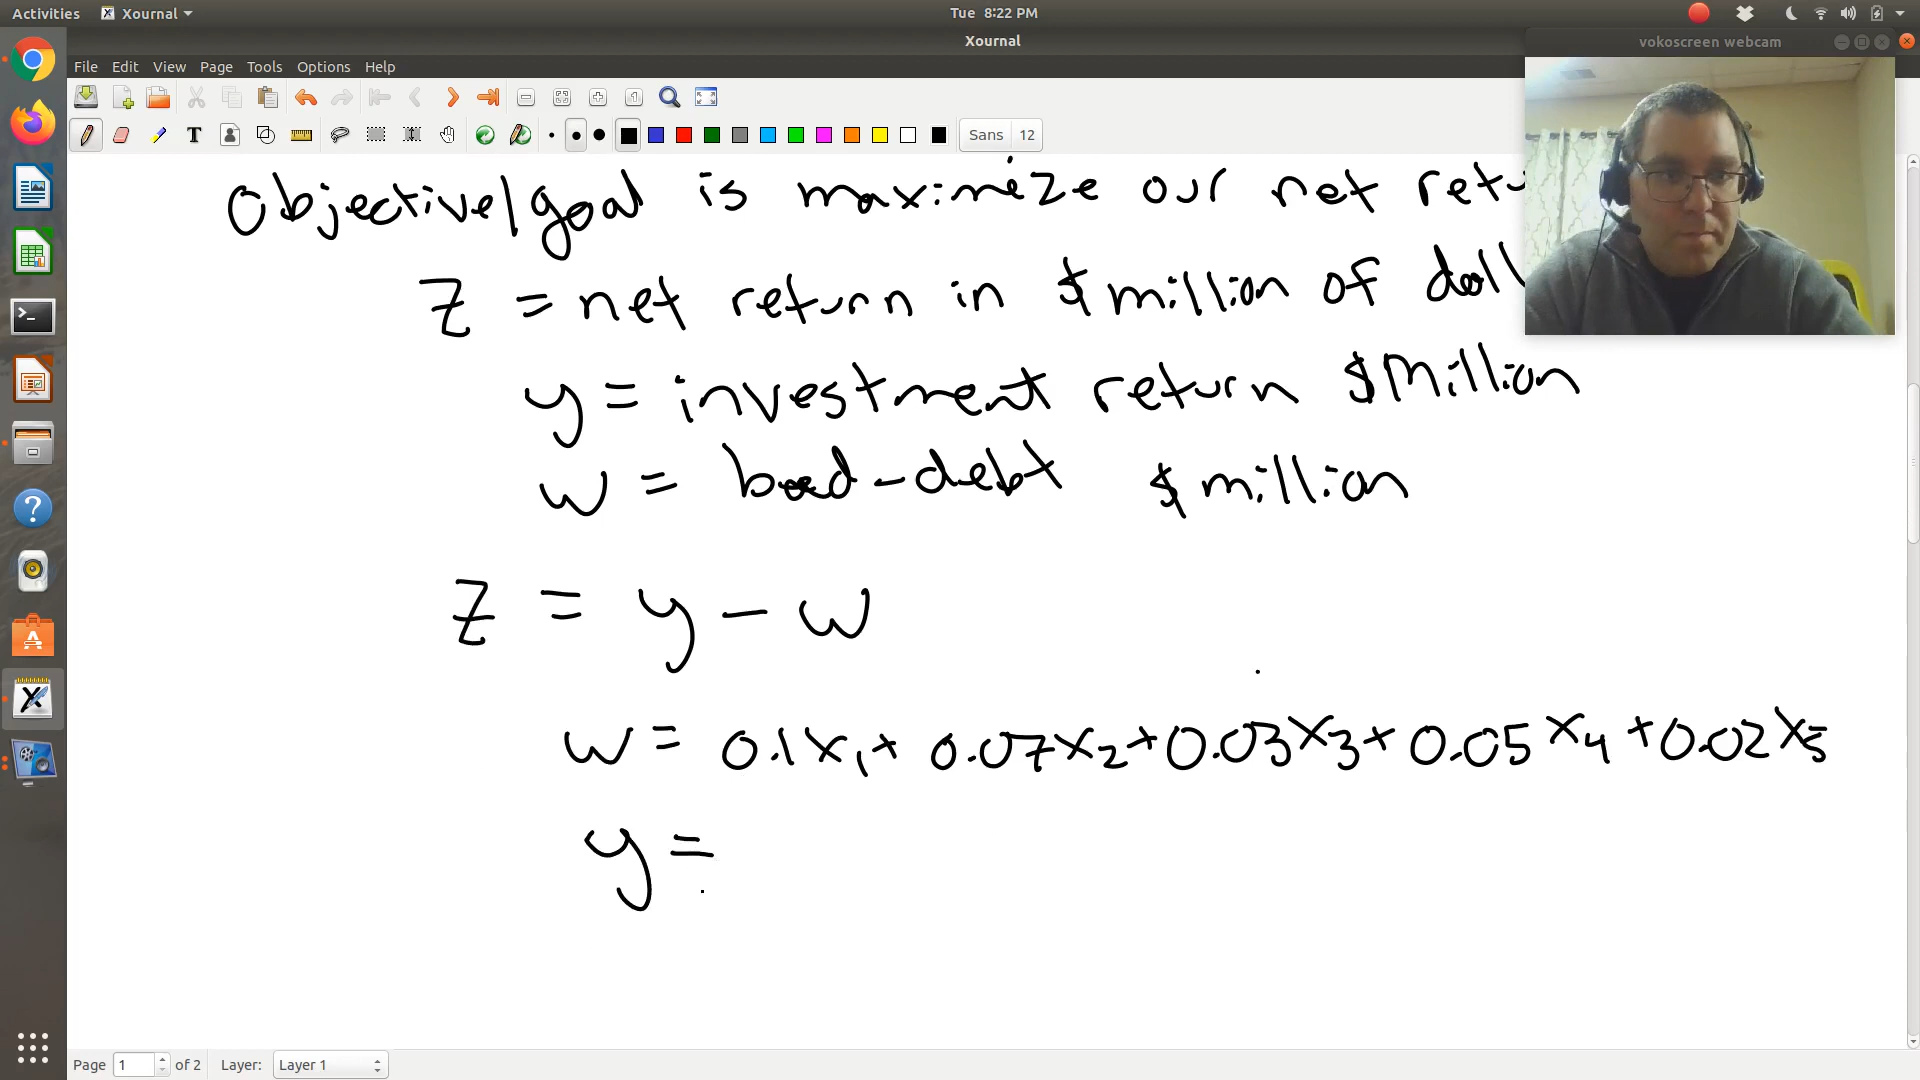 Activities Xournal Tue 8:22 PM
Xournal
vokoscreen webcam
File Edit View Page Tools Options Help
Sans 12
Objective/goal is maximize our net retu
Z = net return in $ million of doll
y = investment return $Million
w = bad-debt $ million
Z = y - w
w = 0.1x₁ + 0.07x₂ + 0.03x₃ + 0.05x₄ + 0.02x₅
y =
Page 1 of 2 Layer: Layer 1